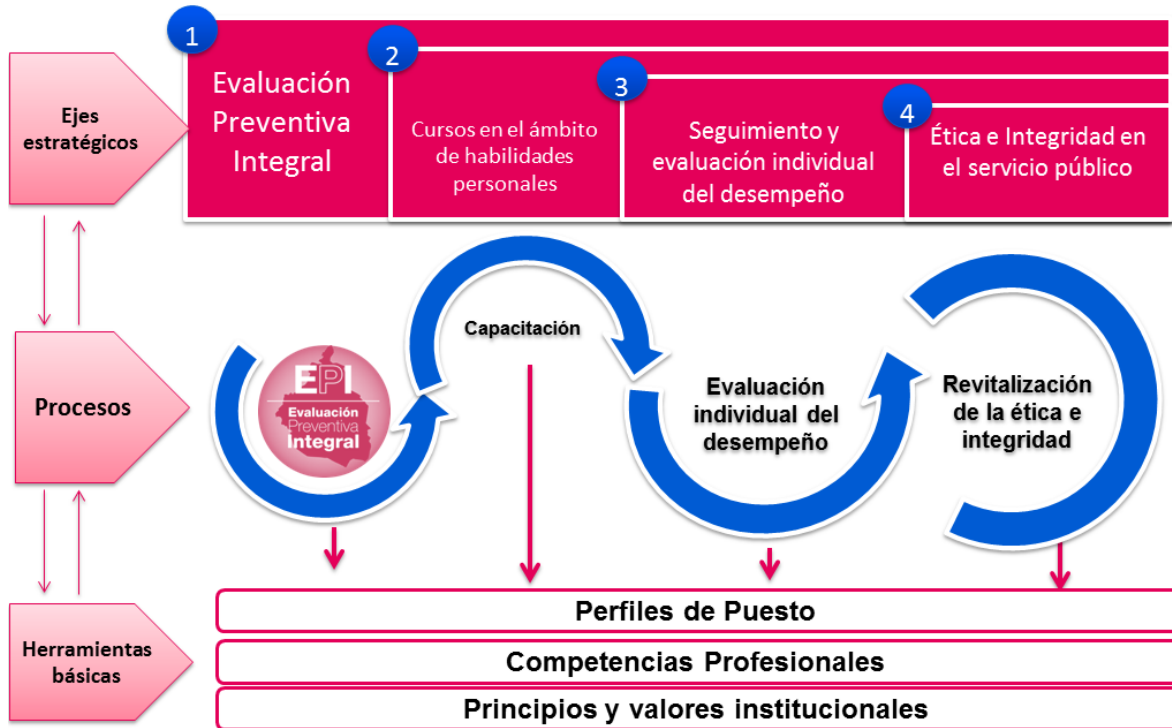 1
Evaluación
Preventiva
Integral
2
Cursos en el ámbito
de habilidades
personales
3
Seguimiento y
evaluación individual
del desempeño
4
Ética e Integridad en
el servicio público
Ejes
estratégicos
Procesos
EPI
Evaluación
Preventiva
Integral
Capacitación
Evaluación
individual del
desempeño
Revitalización
de la ética e
integridad
Herramientas
básicas
Perfiles de Puesto
Competencias Profesionales
Principios y valores institucionales